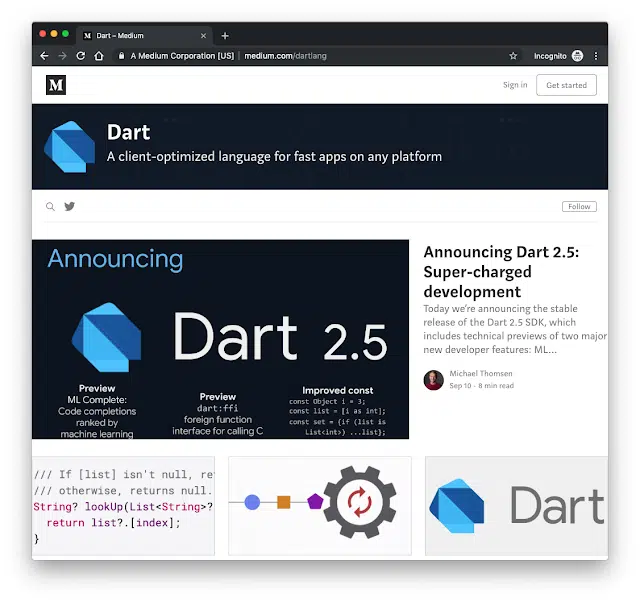 Dart – Medium
A Medium Corporation [US] | medium.com/dartlang
Incognito
M
Sign in
Get started
Dart
A client-optimized language for fast apps on any platform
Follow
Announcing
Dart 2.5
Preview
ML Complete:
Code completions
ranked by
machine learning
Preview
dart:ffi
foreign function
interface for calling C
Improved const
const Object i = 3;
const list = [i as int];
const set = {if (list is
List<int>) ...list};
Announcing Dart 2.5:
Super-charged
development
Today we're announcing the stable
release of the Dart 2.5 SDK, which
includes technical previews of two major
new developer features: ML...
Michael Thomsen
Sep 10 · 8 min read
/// If [list] isn't null, re
/// otherwise, returns null.
String? lookUp(List<String>?
return list?.[index];
}
Dart